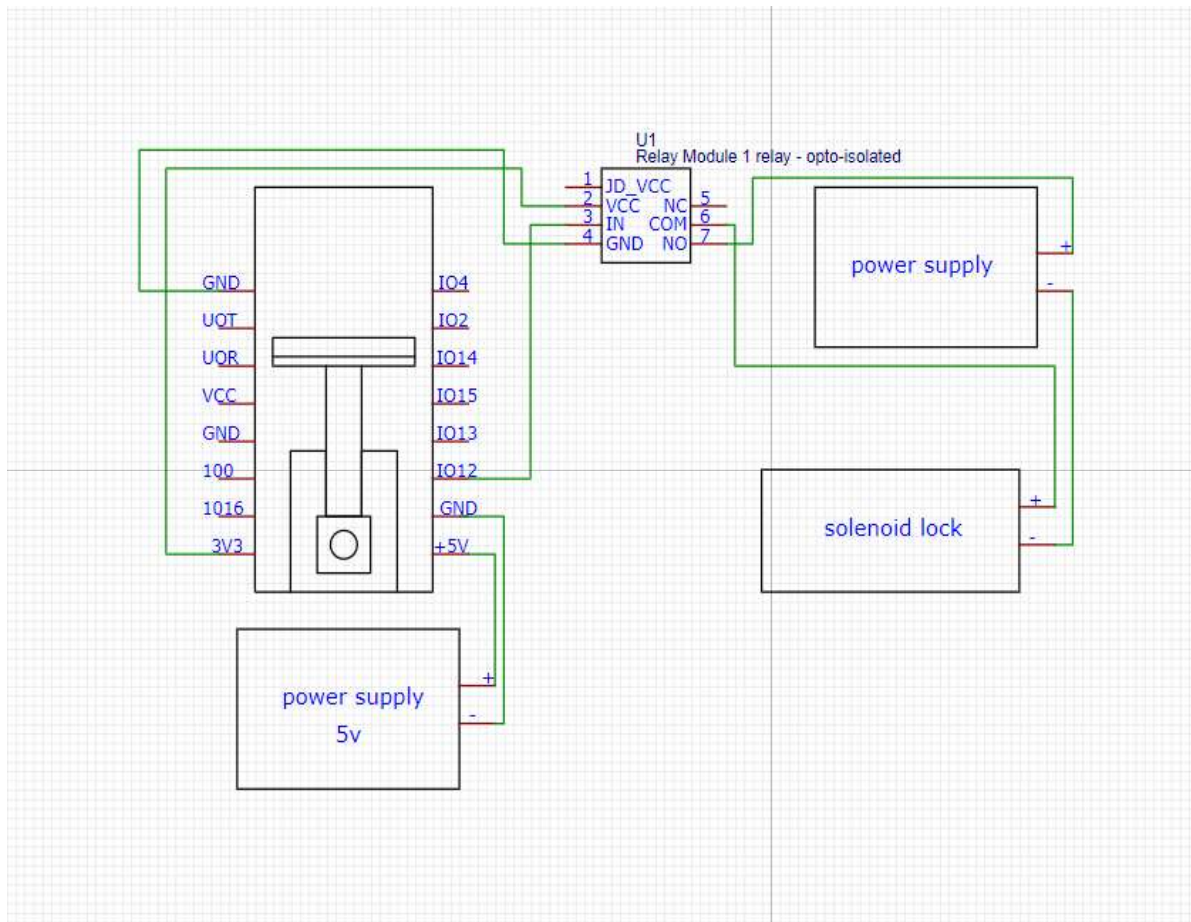 U1
Relay Module 1 relay - opto-isolated
1
JD_VCC
2
VCC
NC
5
3
IN
COM
6
4
GND
NO
7
power supply
+
-
GND
IO4
UOT
IO2
UOR
IO14
VCC
IO15
GND
IO13
100
IO12
1O16
GND
3V3
+5V
solenoid lock
+
-
power supply
5v
+
-